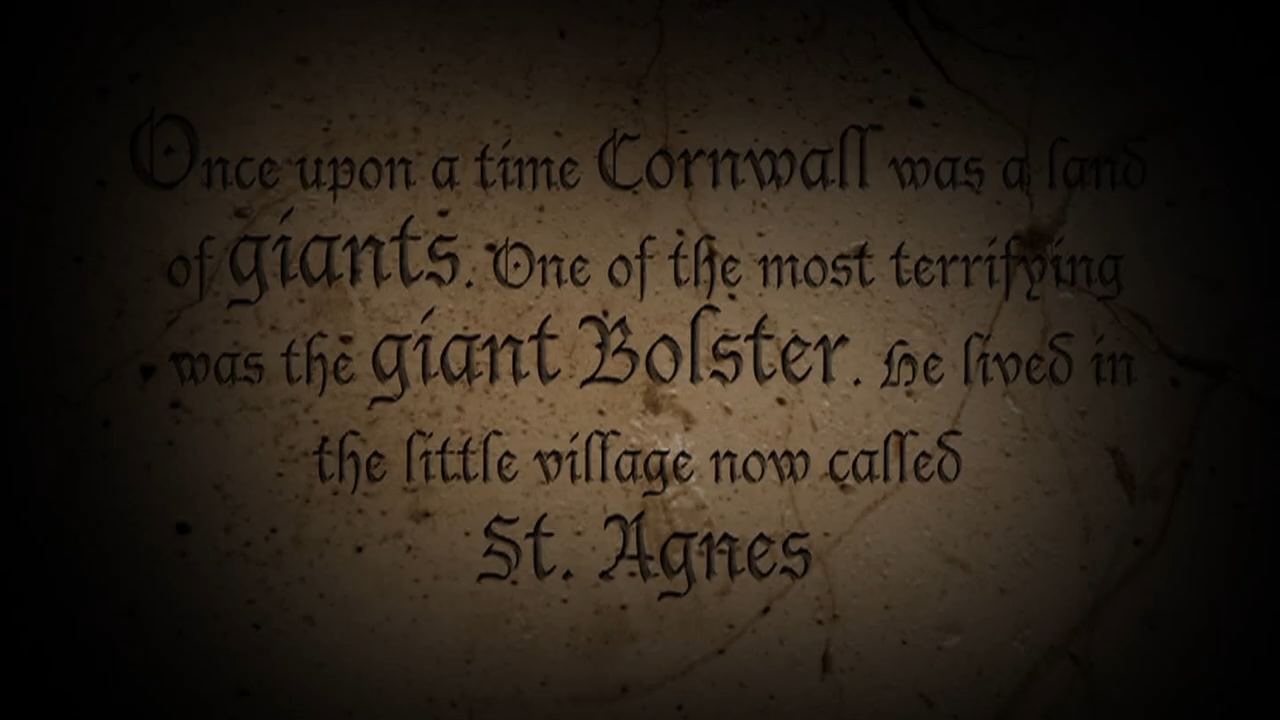 Once upon a time Cornwall was a land
of giants. One of the most terrifying
was the giant Bolster. He lived in
the little village now called
St. Agnes